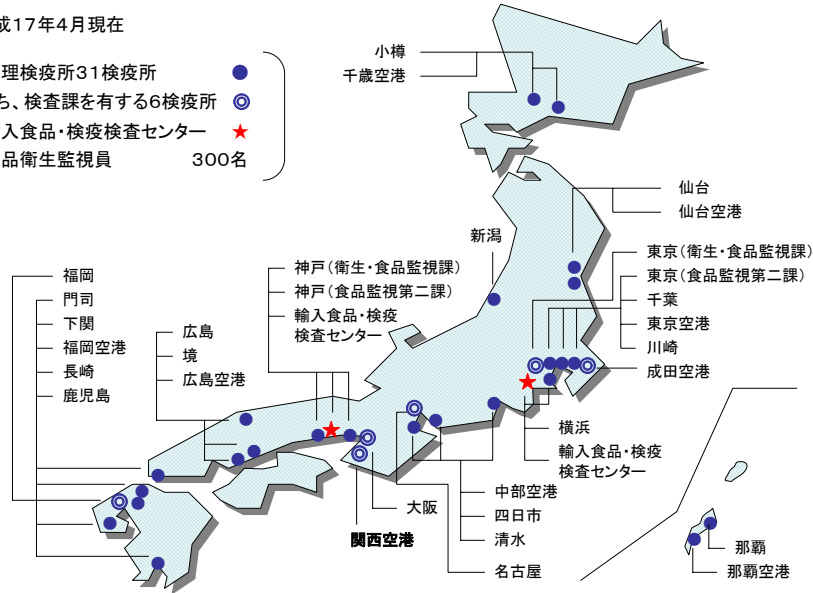 成17年4月現在
理検疫所31検疫所
ち、検査課を有する6検疫所
入食品・検疫検査センター
品衛生監視員 300名
小樽
千歳空港
仙台
仙台空港
新潟
東京(衛生・食品監視課)
東京(食品監視第二課)
千葉
東京空港
川崎
成田空港
神戸(衛生・食品監視課)
神戸(食品監視第二課)
輸入食品・検疫
検査センター
福岡
門司
下関
福岡空港
長崎
鹿児島
広島
境
広島空港
横浜
輸入食品・検疫
検査センター
中部空港
四日市
清水
名古屋
大阪
関西空港
那覇
那覇空港